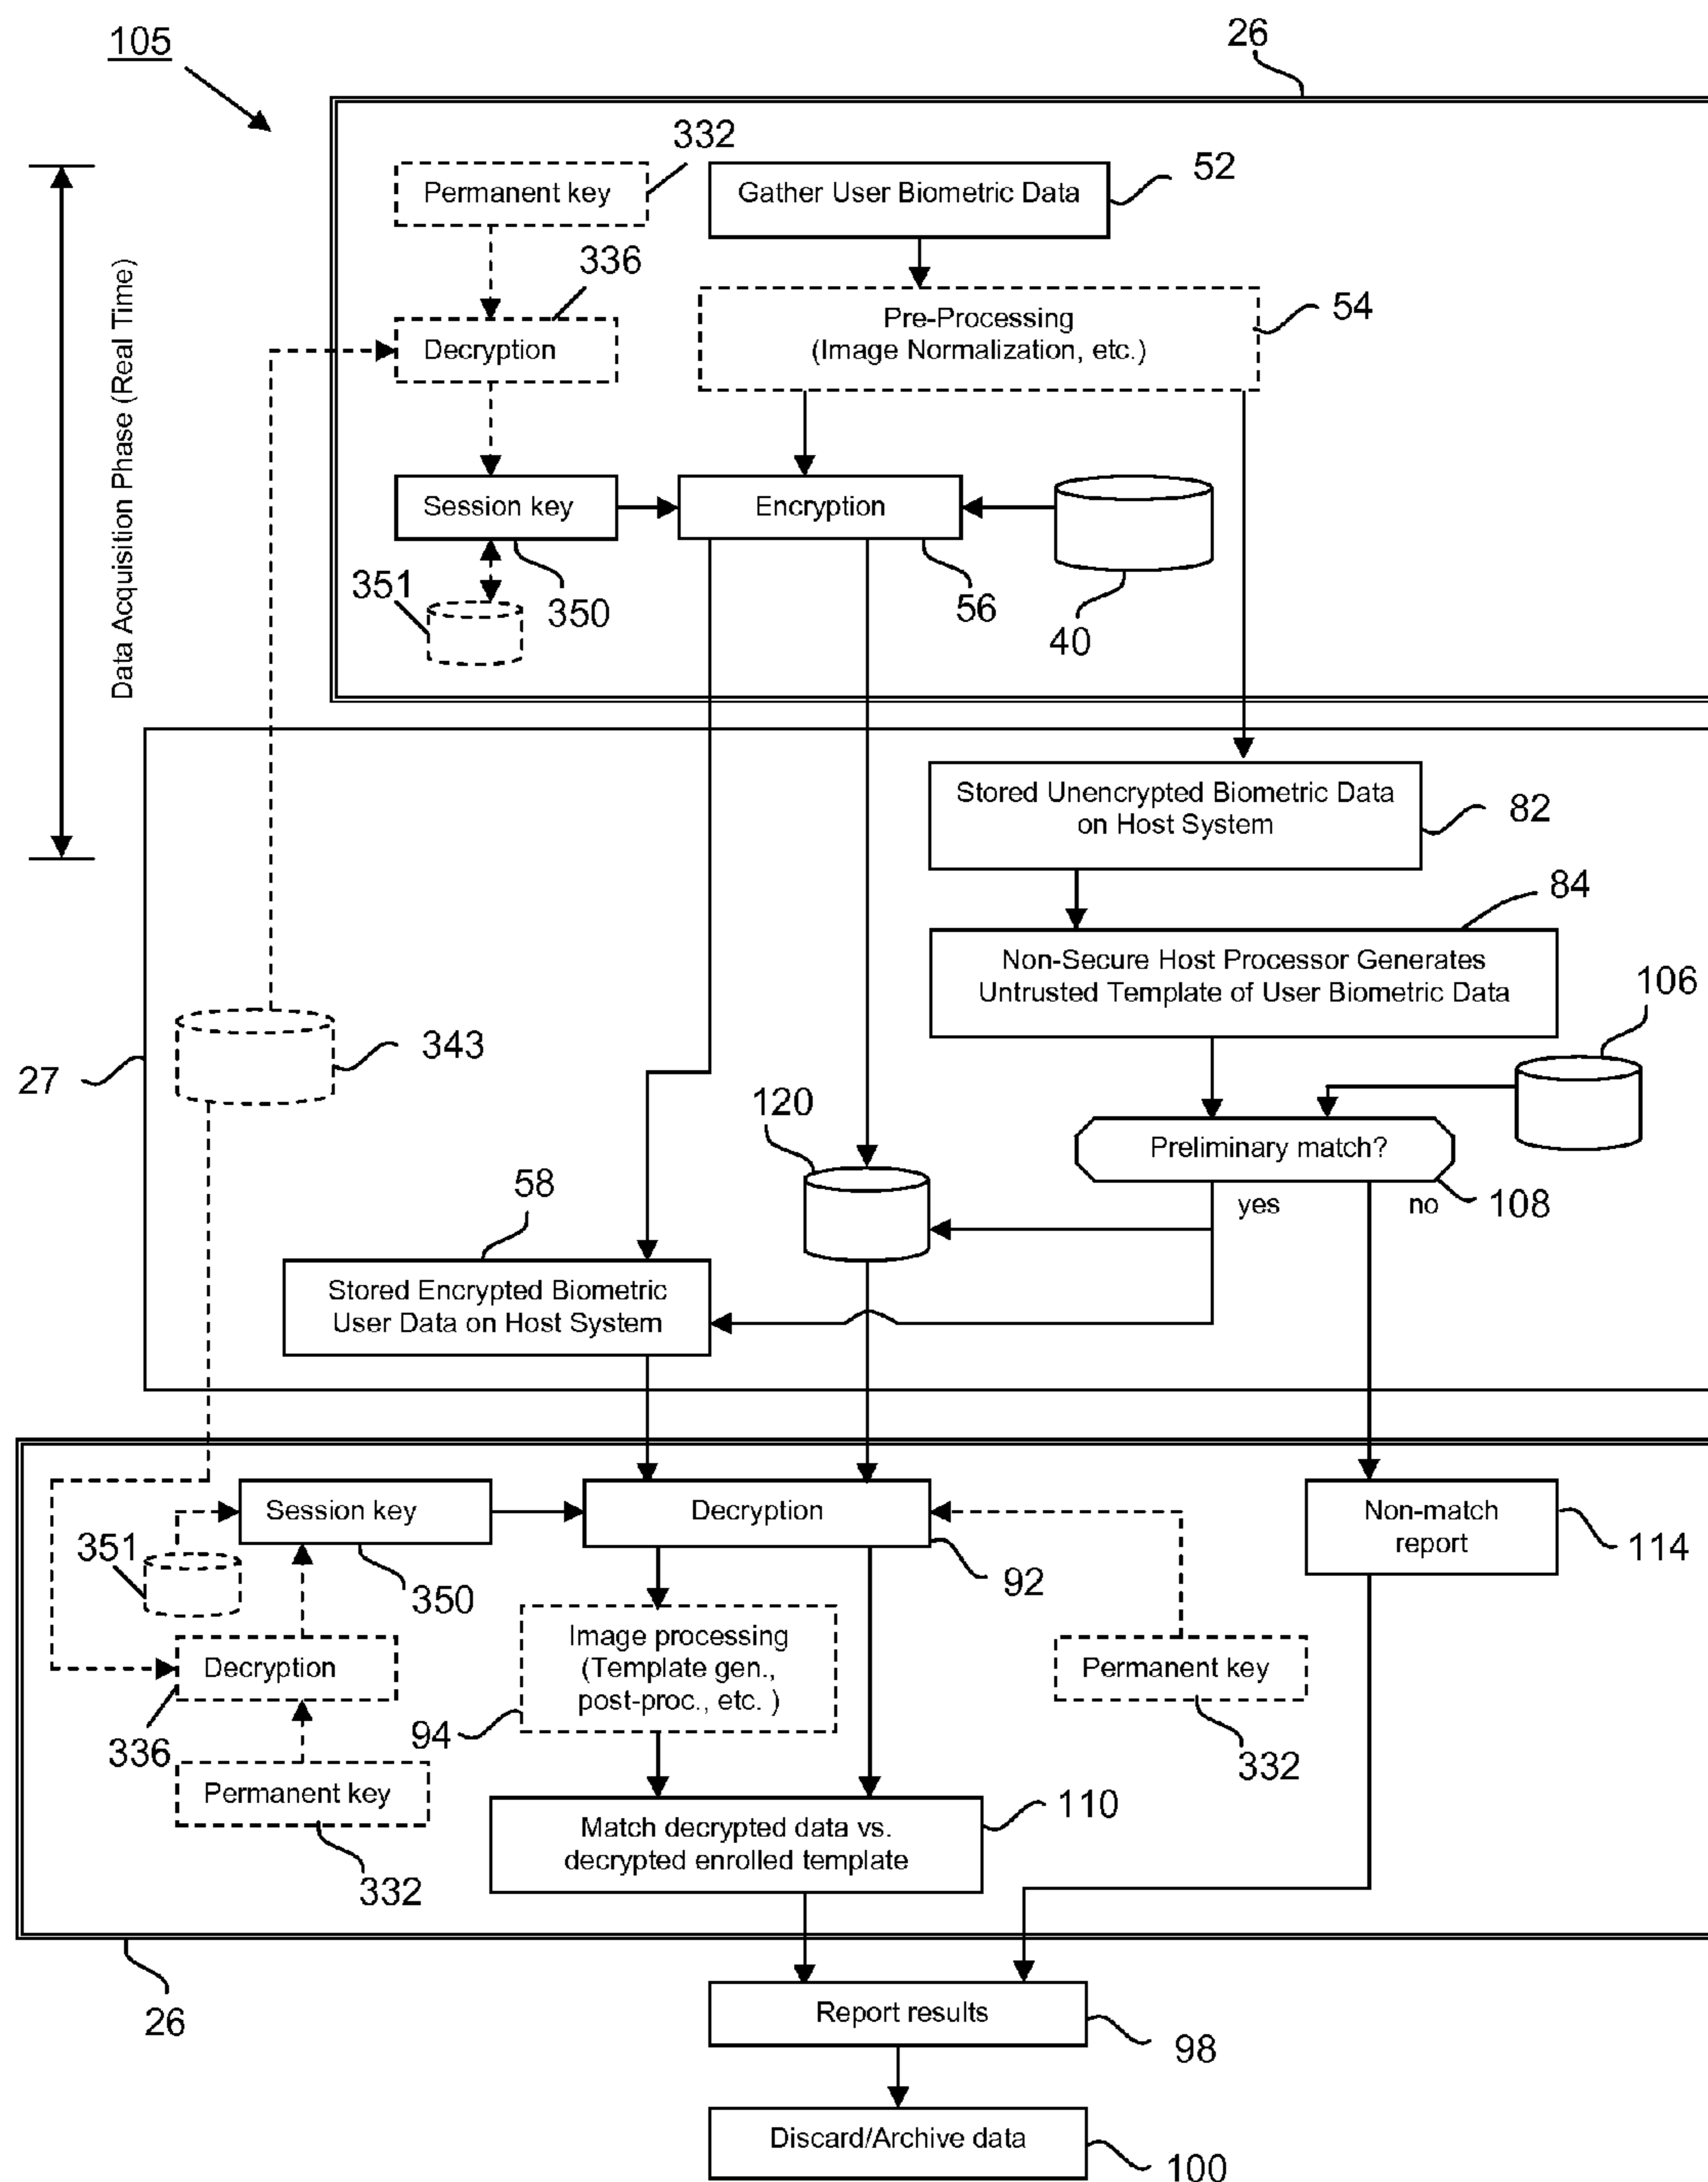 105
26
332
Permanent key
Gather User Biometric Data
52
336
54
Pre-Processing
(Image Normalization, etc.)
Decryption
Data Acquisition Phase (Real Time)
Session key
Encryption
351
350
56
40
Stored Unencrypted Biometric Data
on Host System
82
84
Non-Secure Host Processor Generates
Untrusted Template of User Biometric Data
106
343
27
120
Preliminary match?
58
yes
no
108
Stored Encrypted Biometric
User Data on Host System
Session key
Decryption
Non-match
report
351
114
350
92
Image processing
(Template gen.,
post-proc., etc. )
Decryption
Permanent key
94
336
332
Permanent key
110
Match decrypted data vs.
decrypted enrolled template
332
26
Report results
98
Discard/Archive data
100